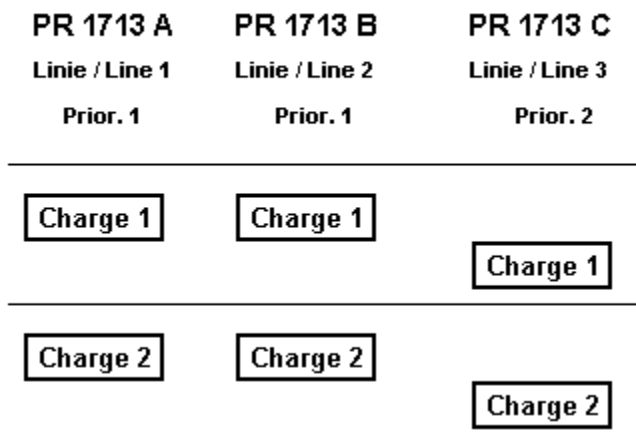 PR 1713 A PR 1713 B PR 1713 C
Linie / Line 1 Linie / Line 2 Linie / Line 3
Prior. 1 Prior. 1 Prior. 2
Charge 1 Charge 1
Charge 1
Charge 2 Charge 2
Charge 2